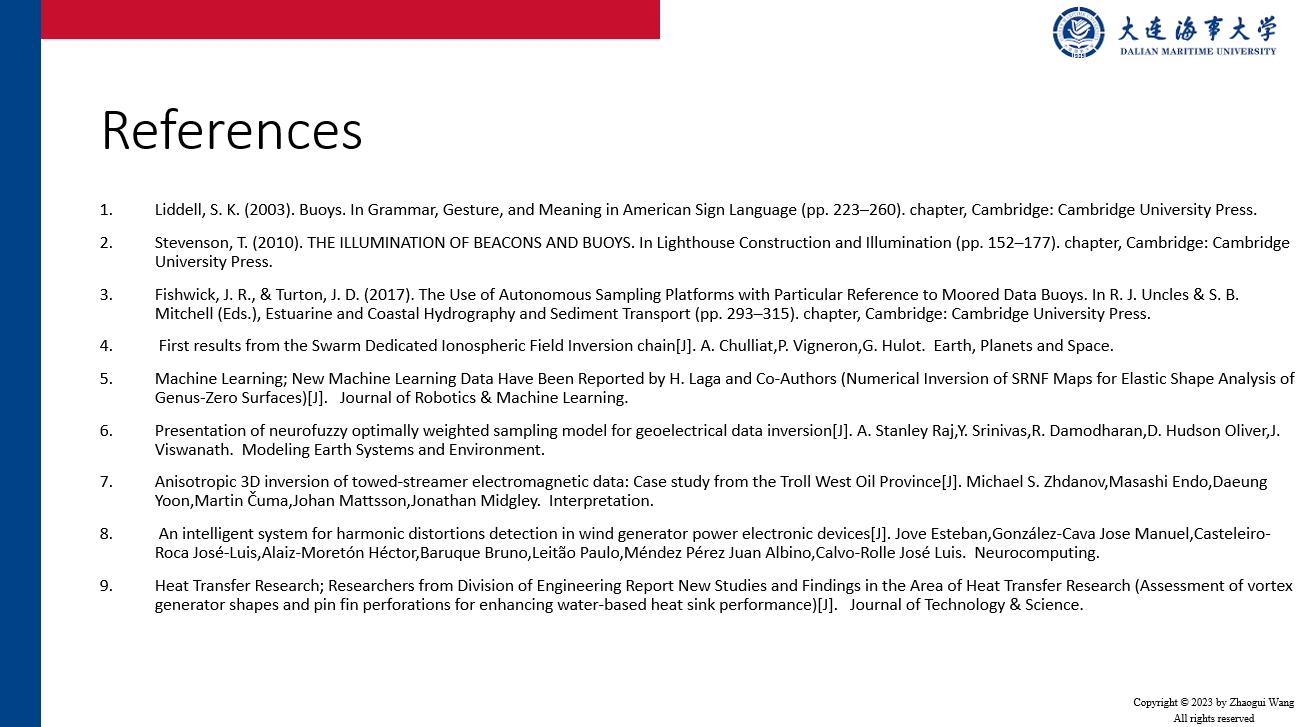 大连海事大学
DALIAN MARITIME UNIVERSITY
References
1. Liddell, S. K. (2003). Buoys. In Grammar, Gesture, and Meaning in American Sign Language (pp. 223–260). chapter, Cambridge: Cambridge University Press.
2. Stevenson, T. (2010). THE ILLUMINATION OF BEACONS AND BUOYS. In Lighthouse Construction and Illumination (pp. 152–177). chapter, Cambridge: Cambridge
University Press.
3. Fishwick, J. R., & Turton, J. D. (2017). The Use of Autonomous Sampling Platforms with Particular Reference to Moored Data Buoys. In R. J. Uncles & S. B.
Mitchell (Eds.), Estuarine and Coastal Hydrography and Sediment Transport (pp. 293–315). chapter, Cambridge: Cambridge University Press.
4. First results from the Swarm Dedicated Ionospheric Field Inversion chain[J]. A. Chulliat,P. Vigneron,G. Hulot. Earth, Planets and Space.
5. Machine Learning; New Machine Learning Data Have Been Reported by H. Laga and Co-Authors (Numerical Inversion of SRNF Maps for Elastic Shape Analysis of
Genus-Zero Surfaces)[J]. Journal of Robotics & Machine Learning.
6. Presentation of neurofuzzy optimally weighted sampling model for geoelectrical data inversion[J]. A. Stanley Raj,Y. Srinivas,R. Damodharan,D. Hudson Oliver,J.
Viswanath. Modeling Earth Systems and Environment.
7. Anisotropic 3D inversion of towed-streamer electromagnetic data: Case study from the Troll West Oil Province[J]. Michael S. Zhdanov,Masashi Endo,Daeung
Yoon,Martin Čuma,Johan Mattsson,Jonathan Midgley. Interpretation.
8. An intelligent system for harmonic distortions detection in wind generator power electronic devices[J]. Jove Esteban,González-Cava Jose Manuel,Casteleiro-
Roca José-Luis,Alaiz-Moretón Héctor,Baruque Bruno,Leitão Paulo,Méndez Pérez Juan Albino,Calvo-Rolle José Luis. Neurocomputing.
9. Heat Transfer Research; Researchers from Division of Engineering Report New Studies and Findings in the Area of Heat Transfer Research (Assessment of vortex
generator shapes and pin fin perforations for enhancing water-based heat sink performance)[J]. Journal of Technology & Science.
Copyright © 2023 by Zhaogui Wang
All rights reserved